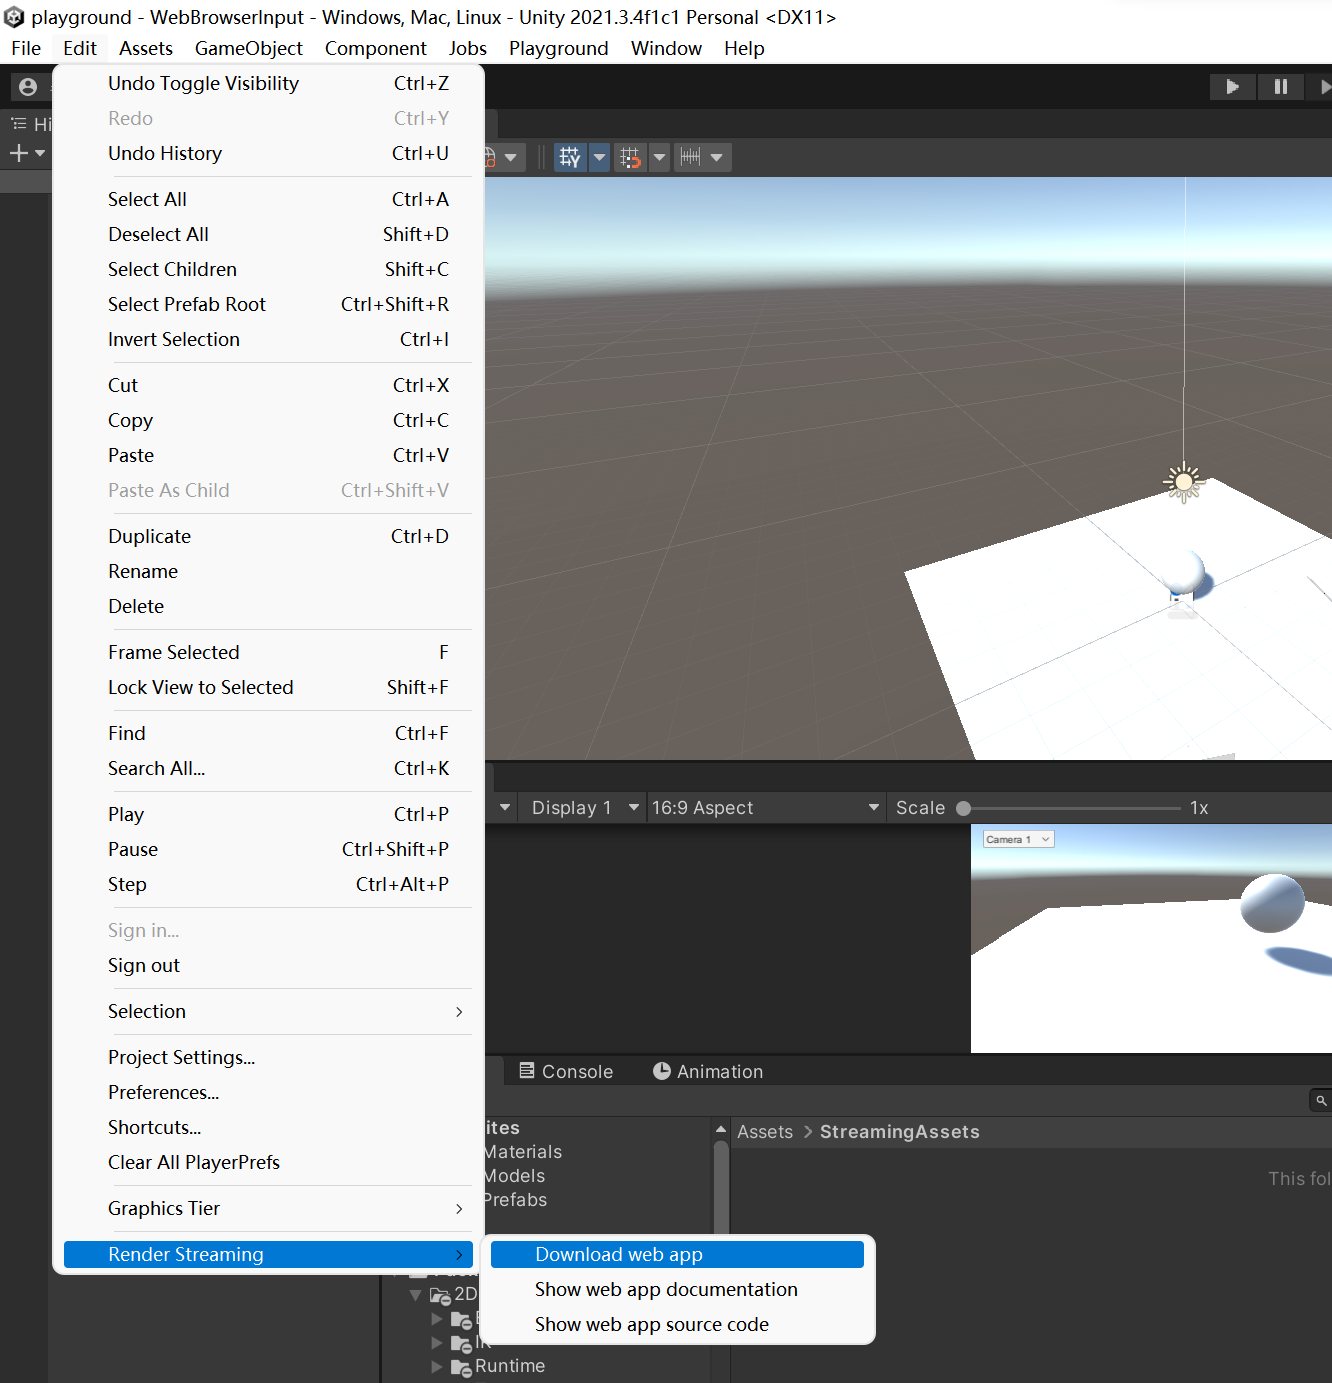 playground - WebBrowserInput - Windows, Mac, Linux - Unity 2021.3.4f1c1 Personal <DX11>
File Edit Assets GameObject Component Jobs Playground Window Help
Undo Toggle Visibility Ctrl+Z
Redo Ctrl+Y
Undo History Ctrl+U
Select All Ctrl+A
Deselect All Shift+D
Select Children Shift+C
Select Prefab Root Ctrl+Shift+R
Invert Selection Ctrl+I
Cut Ctrl+X
Copy Ctrl+C
Paste Ctrl+V
Paste As Child Ctrl+Shift+V
Duplicate Ctrl+D
Rename
Delete
Frame Selected F
Lock View to Selected Shift+F
Find Ctrl+F
Search All... Ctrl+K
Play Ctrl+P
Pause Ctrl+Shift+P
Step Ctrl+Alt+P
Sign in...
Sign out
Selection
Project Settings...
Preferences...
Shortcuts...
Clear All PlayerPrefs
Graphics Tier
Render Streaming
Download web app
Show web app documentation
Show web app source code
Hi
Display 1 16:9 Aspect Scale 1x
Camera 1
Console Animation
ites
Materials
Models
Prefabs
Assets > StreamingAssets
This fol
2D
Runtime